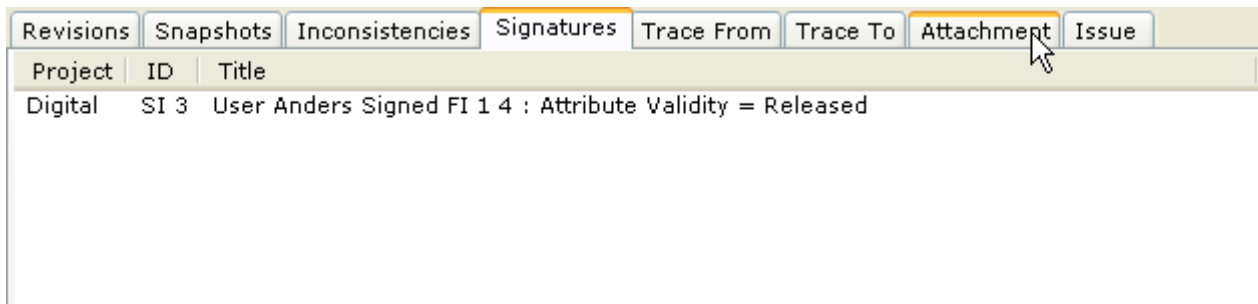 Revisions Snapshots Inconsistencies Signatures Trace From Trace To Attachment Issue
Project ID Title
Digital SI 3 User Anders Signed FI 1 4 : Attribute Validity = Released